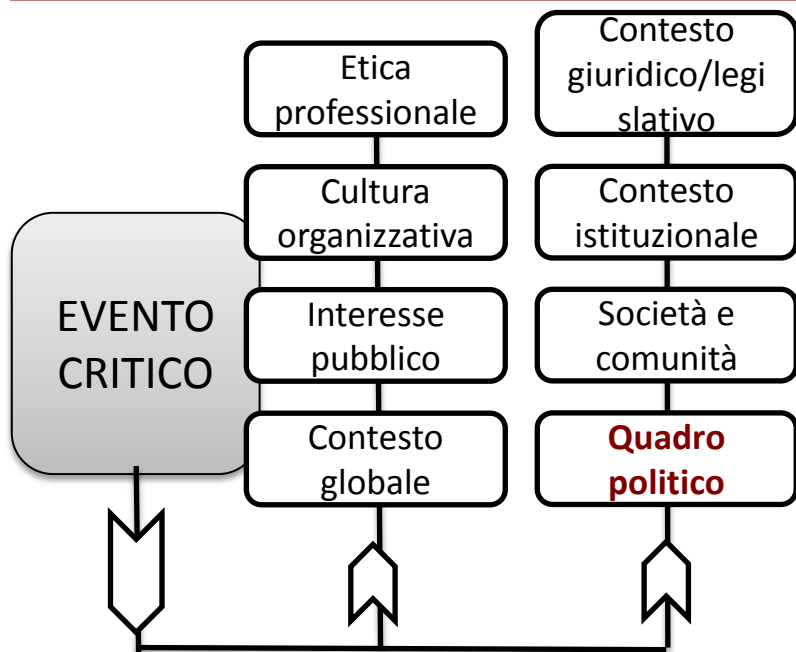 EVENTO
CRITICO
Etica
professionale
Cultura
organizzativa
Interesse
pubblico
Contesto
globale
Contesto
giuridico/legi
slativo
Contesto
istituzionale
Società e
comunità
Quadro
politico